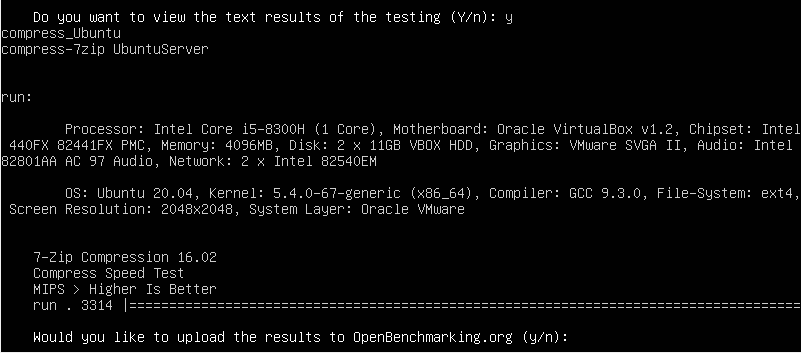 Do you want to view the text results of the testing (Y/n): y
compress_Ubuntu
compress-7zip UbuntuServer
run:
Processor: Intel Core i5-8300H (1 Core), Motherboard: Oracle VirtualBox v1.2, Chipset: Intel
440FX 82441FX PMC, Memory: 4096MB, Disk: 2 x 11GB VBOX HDD, Graphics: VMware SVGA II, Audio: Intel
82801AA AC 97 Audio, Network: 2 x Intel 82540EM
OS: Ubuntu 20.04, Kernel: 5.4.0-67-generic (x86_64), Compiler: GCC 9.3.0, File-System: ext4,
Screen Resolution: 2048x2048, System Layer: Oracle VMware
7-Zip Compression 16.02
Compress Speed Test
MIPS > Higher Is Better
run . 3314 |====================================================================================
Would you like to upload the results to OpenBenchmarking.org (y/n):